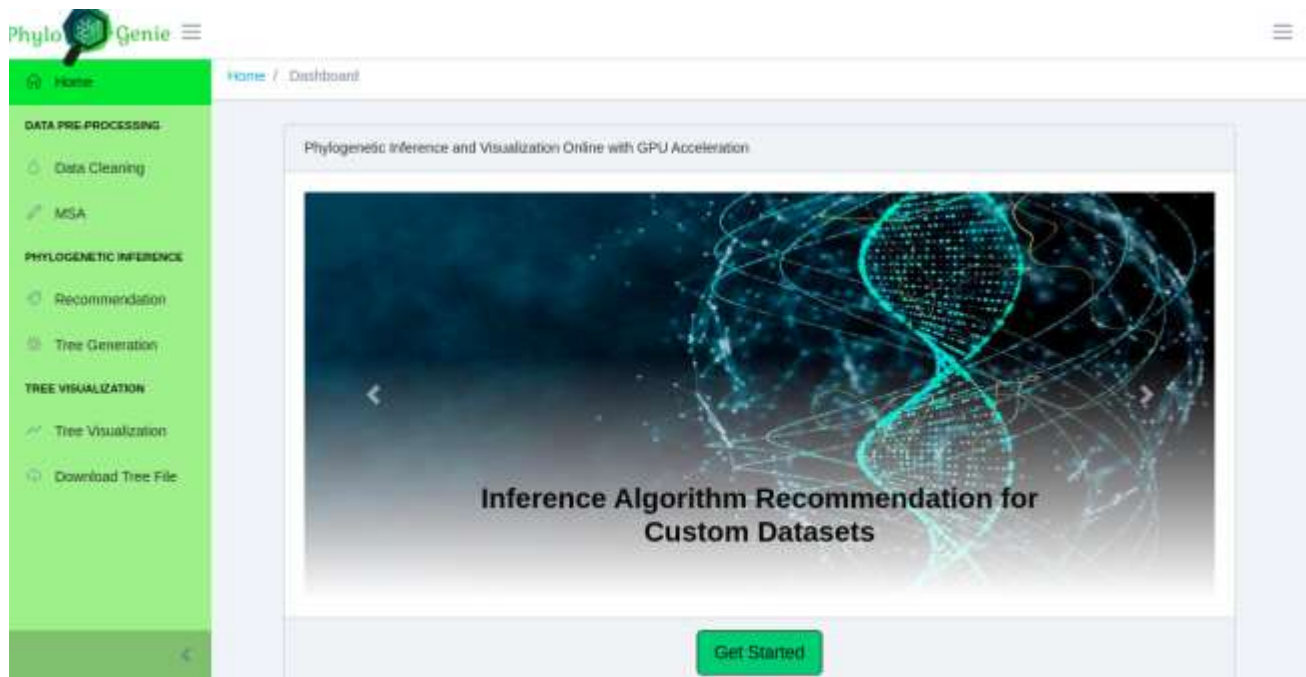 Phylo Genie
Home
Home / Dashboard
DATA PRE-PROCESSING
Data Cleaning
MSA
PHYLOGENETIC INFERENCE
Recommendation
Tree Generation
TREE VISUALIZATION
Tree Visualization
Download Tree File
Phylogenetic Inference and Visualization Online with GPU Acceleration
Inference Algorithm Recommendation for
Custom Datasets
Get Started